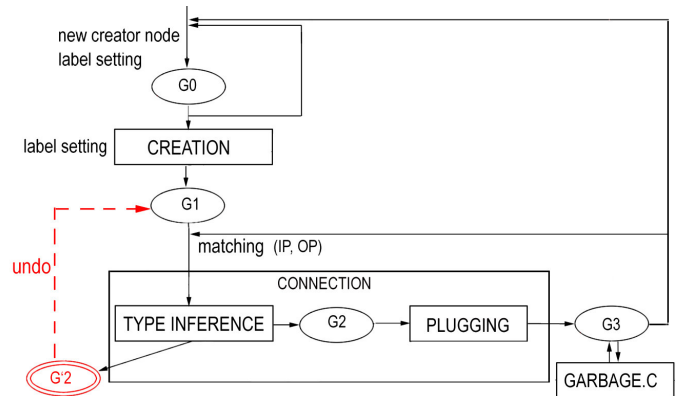 new creator node
label setting
G0
label setting
CREATION
G1
matching (IP, OP)
undo
CONNECTION
TYPE INFERENCE
G2
PLUGGING
G3
G'2
GARBAGE.C